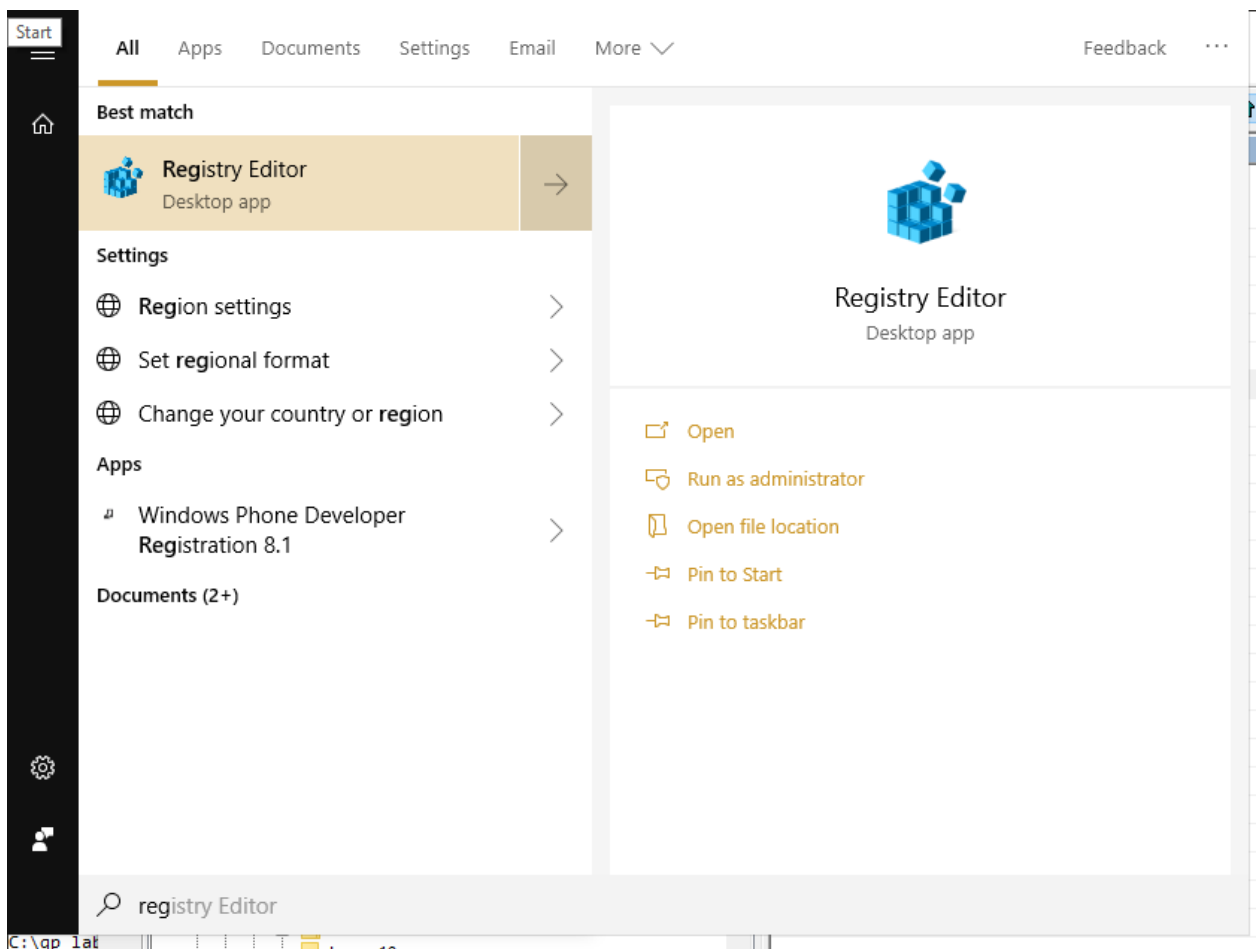 Start
All Apps Documents Settings Email More Feedback ...
Best match
Registry Editor
Desktop app
Settings
Region settings
Set regional format
Change your country or region
Apps
Windows Phone Developer
Registration 8.1
Documents (2+)
Registry Editor
Desktop app
Open
Run as administrator
Open file location
Pin to Start
Pin to taskbar
registry Editor